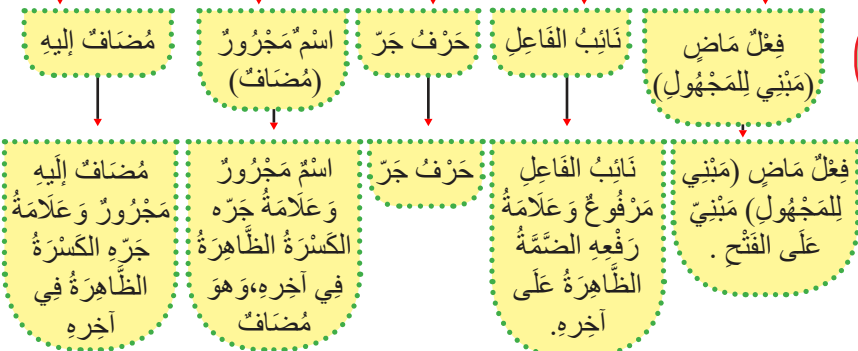 فِعْلٌ مَاضٍ
(مَبْنِي لِلمَجْهُولِ)
نَائِبُ الفَاعِلِ
حَرْفُ جَرّ
اسْمٌ مَجْرُورٌ
(مُضَافٌ)
مُضَافٌ إليهِ
فِعْلٌ مَاضٍ (مَبْنِي
لِلمَجْهُولِ) مَبْنِيّ
عَلَى الفَتْحِ .
نَائِبُ الفَاعِلِ
مَرْفُوعٌ وَعَلَامَةُ
رَفْعِهِ الضَّمَّةُ
الظَّاهِرَةُ عَلَى
آخِرِهِ.
حَرْفُ جَرّ
اسْمٌ مَجْرُورٌ
وَعَلَامَةُ جَرّه
الكَسْرَةُ الظَّاهِرَةُ
فِي آخِرِهِ،وَهوَ
مُضَافٌ
مُضَافٌ إلَيهِ
مَجْرُورٌ وَعَلَامَةُ
جَرّهِ الكَسْرَةُ
الظَّاهِرَةُ فِي
آخِرِهِ